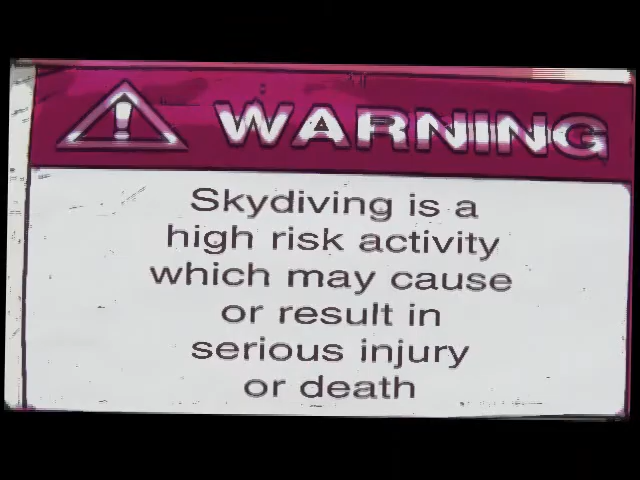 WARNING
Skydiving is a
high risk activity
which may cause
or result in
serious injury
or death